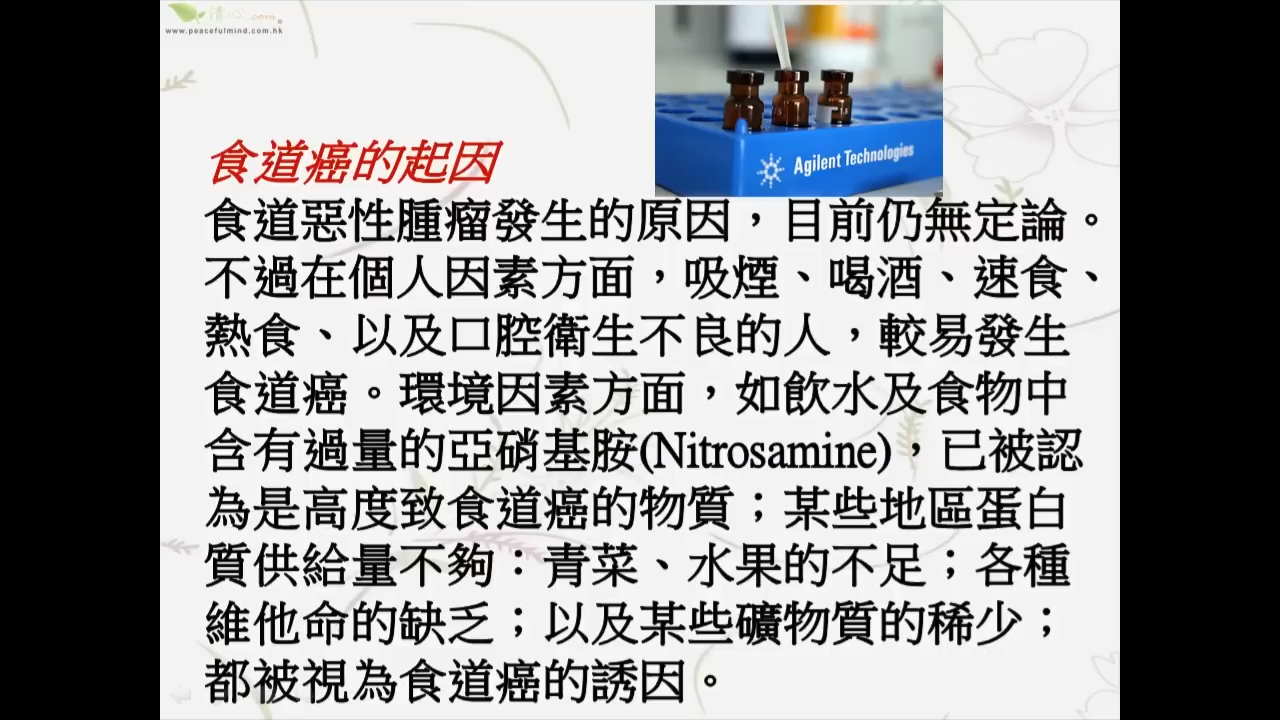 清心.com
www.peacefulmind.com.hk
Agilent Technologies
食道癌的起因
食道惡性腫瘤發生的原因，目前仍無定論。
不過在個人因素方面，吸煙、喝酒、速食、
熱食、以及口腔衛生不良的人，較易發生
食道癌。環境因素方面，如飲水及食物中
含有過量的亞硝基胺(Nitrosamine)，已被認
為是高度致食道癌的物質；某些地區蛋白
質供給量不夠：青菜、水果的不足；各種
維他命的缺乏；以及某些礦物質的稀少；
都被視為食道癌的誘因。